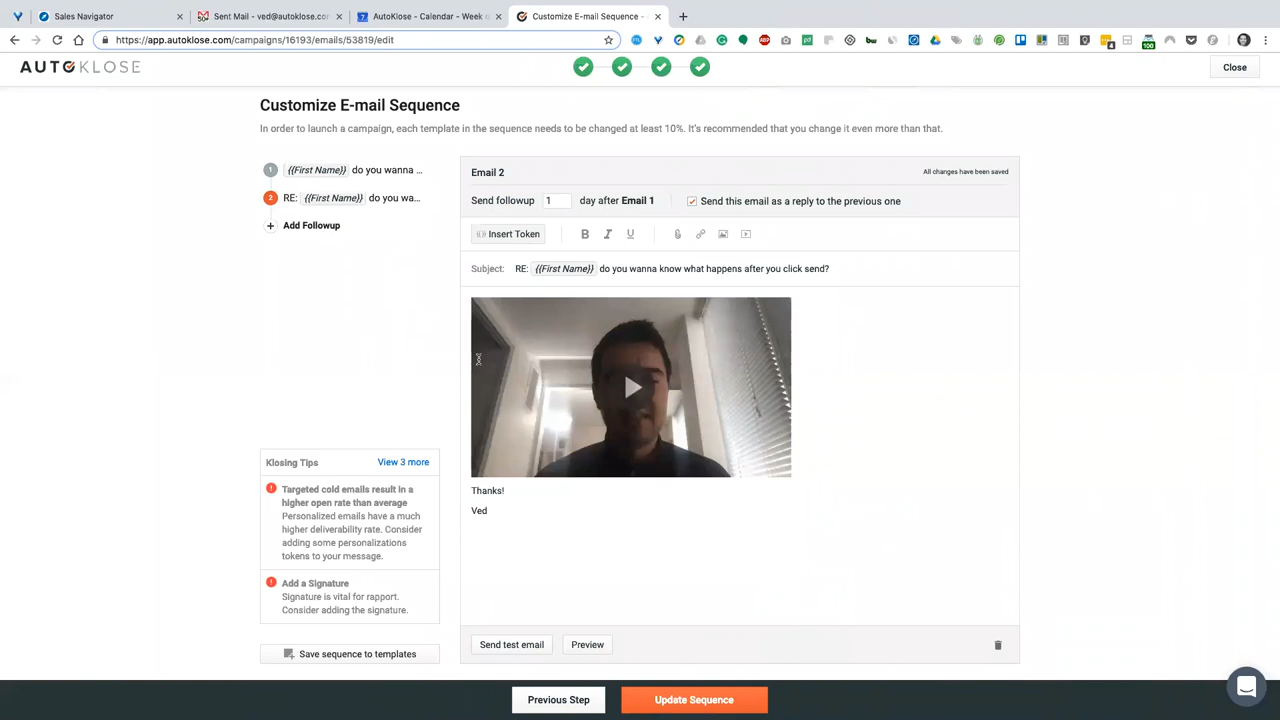 Sales Navigator
Sent Mail - ved@autoklose.con
AutoKlose - Calendar - Week o
Customize E-mail Sequence -
https://app.autoklose.com/campaigns/16193/emails/53819/edit
AUTOKLOSE
Close
Customize E-mail Sequence
In order to launch a campaign, each template in the sequence needs to be changed at least 10%. It's recommended that you change it even more than that.
1 {{First Name}} do you wanna ...
2 RE: {{First Name}} do you wa...
+ Add Followup
Email 2
All changes have been saved
Send followup 1 day after Email 1
Send this email as a reply to the previous one
Insert Token
B I U
Subject: RE: {{First Name}} do you wanna know what happens after you click send?
Thanks!
Ved
Klosing Tips
View 3 more
Targeted cold emails result in a
higher open rate than average
Personalized emails have a much
higher deliverability rate. Consider
adding some personalizations
tokens to your message.
Add a Signature
Signature is vital for rapport.
Consider adding the signature.
Save sequence to templates
Send test email
Preview
Previous Step
Update Sequence